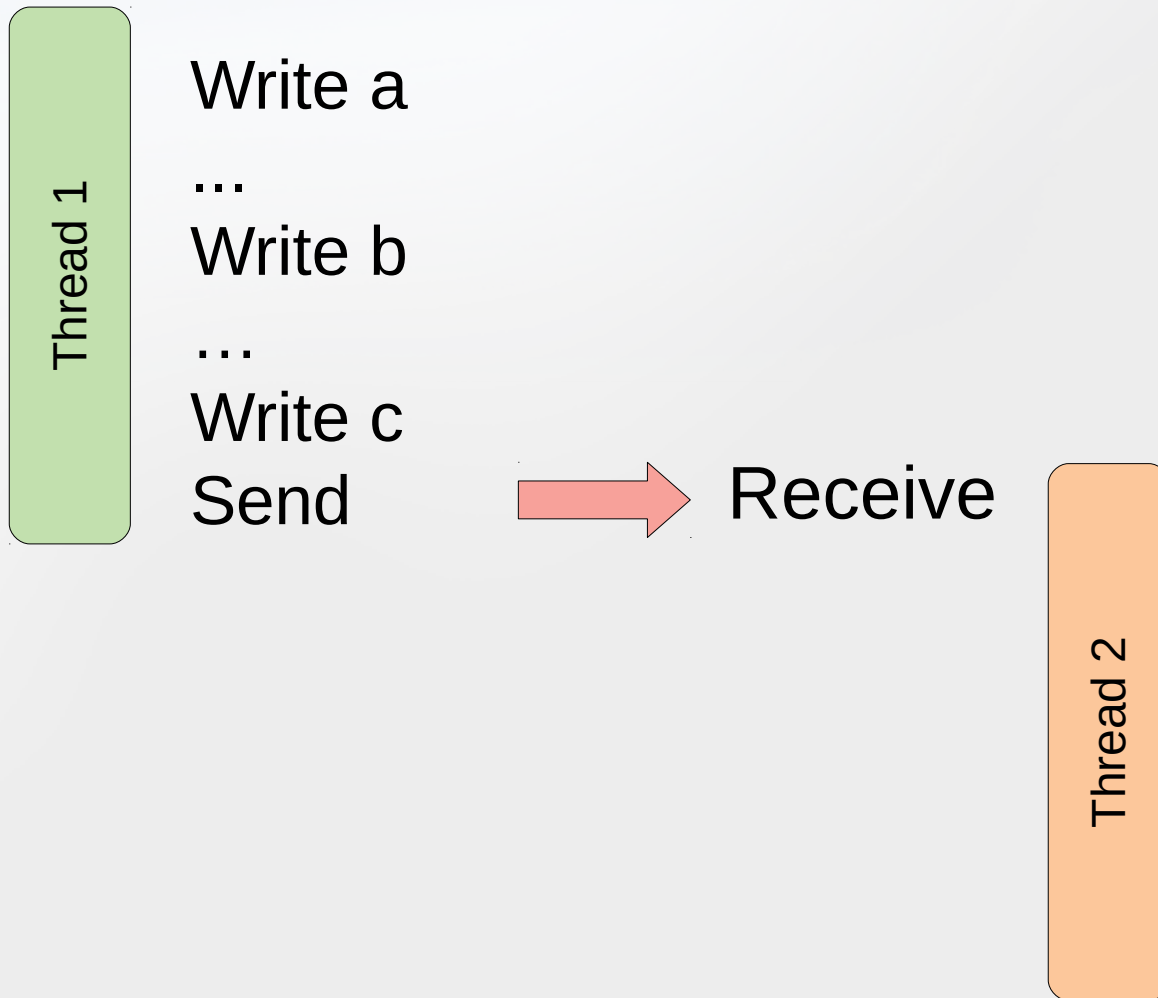 Thread 1
Write a
...
Write b
…
Write c
Send
Receive
Thread 2